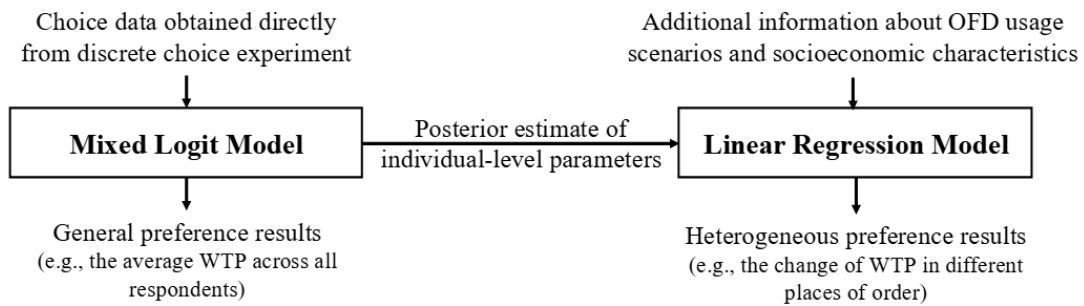 Choice data obtained directly
from discrete choice experiment
Additional information about OFD usage
scenarios and socioeconomic characteristics
Mixed Logit Model
Posterior estimate of
individual-level parameters
Linear Regression Model
General preference results
(e.g., the average WTP across all
respondents)
Heterogeneous preference results
(e.g., the change of WTP in different
places of order)